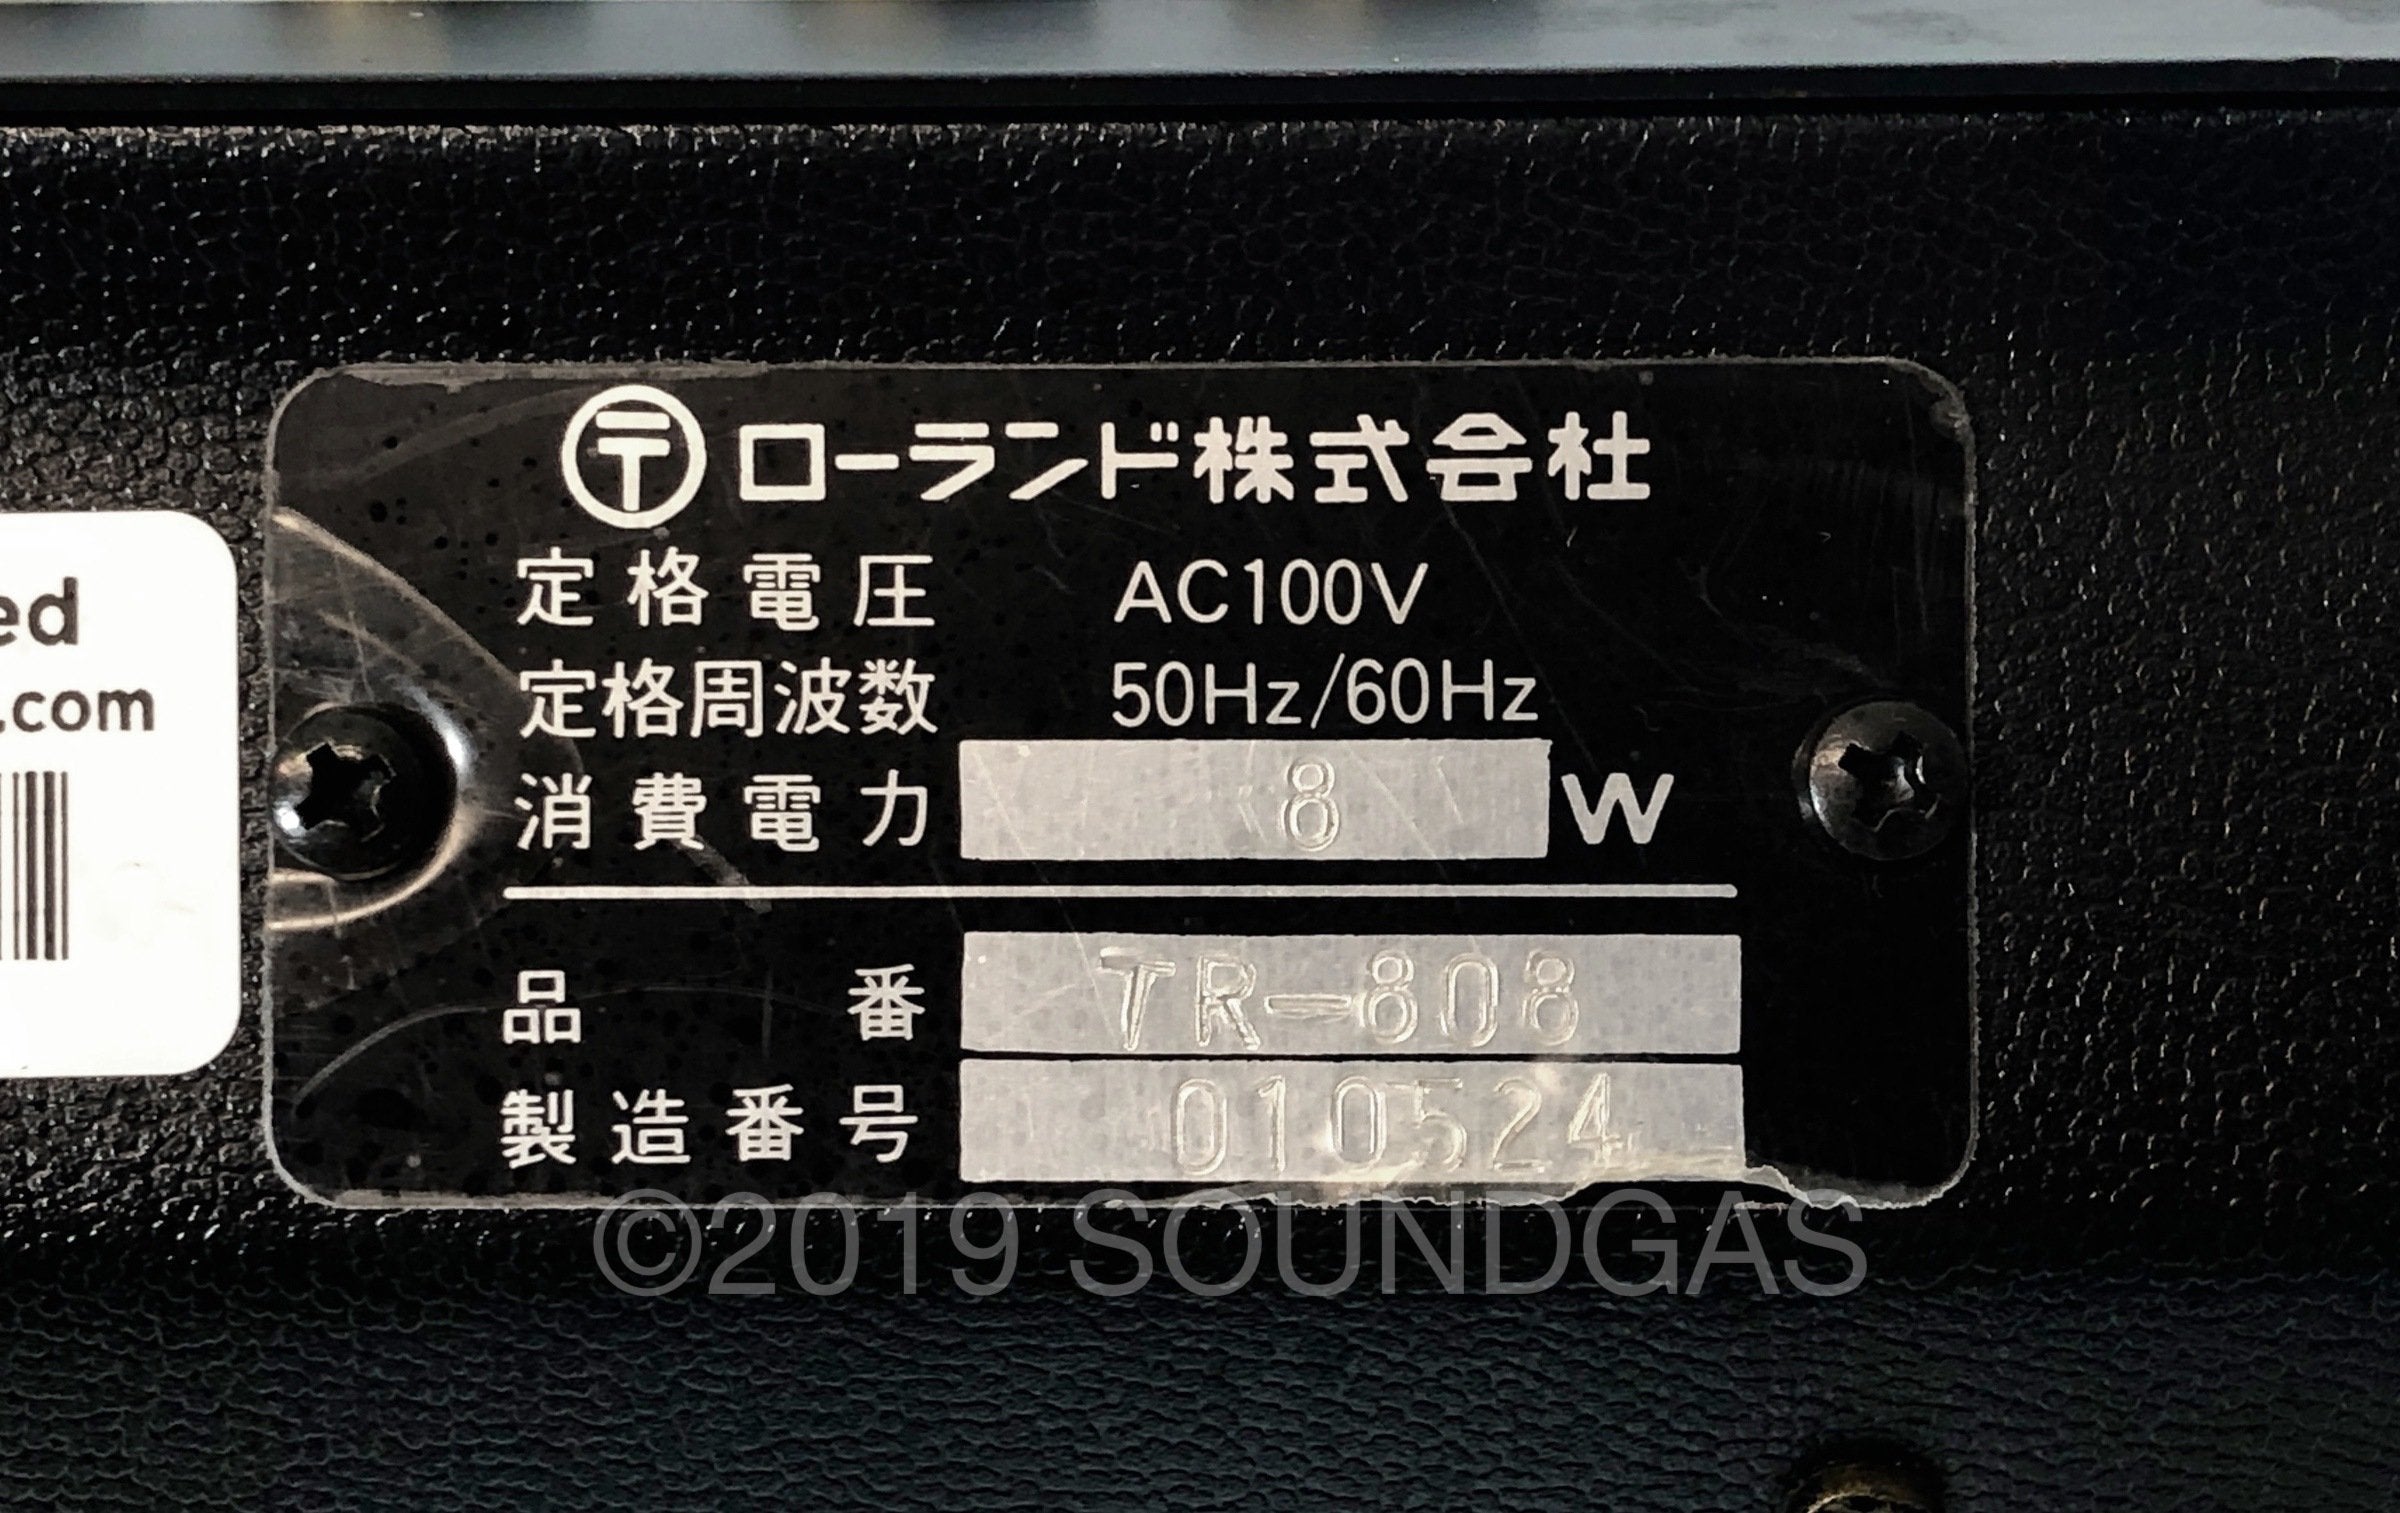 〶 ローランド株式会社
定格電圧 AC100V
定格周波数 50Hz/60Hz
消費電力 8 W
品番 TR-808
製造番号 010524
ed
.com
©2019 SOUNDGAS